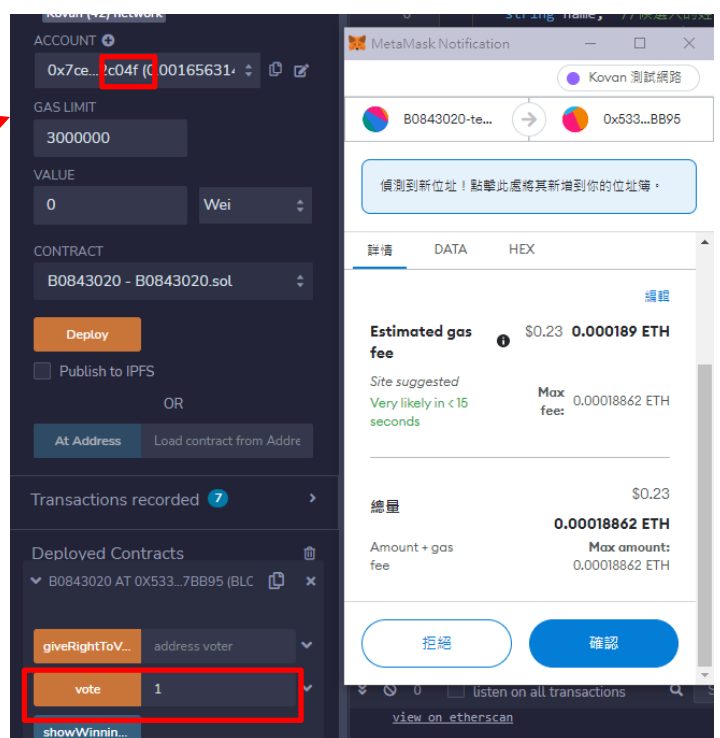 Kovan (42) network
ACCOUNT
0x7ce...2c04f (0.00165631
GAS LIMIT
3000000
VALUE
0
Wei
CONTRACT
B0843020 - B0843020.sol
Deploy
Publish to IPFS
OR
At Address
Load contract from Addre
Transactions recorded 7
Deployed Contracts
B0843020 AT 0X533...7BB95 (BLC
giveRightToV...
address voter
vote
1
showWinnin...
string name; //候選人的姓
MetaMask Notification
Kovan 測試網路
B0843020-te...
0x533...BB95
偵測到新位址！點擊此處將其新增到你的位址簿。
詳情
DATA
HEX
編輯
Estimated gas fee
$0.23 0.000189 ETH
Site suggested
Very likely in < 15 seconds
Max fee:
0.00018862 ETH
總量
$0.23
0.00018862 ETH
Amount + gas fee
Max amount:
0.00018862 ETH
拒絕
確認
0
listen on all transactions
view on etherscan